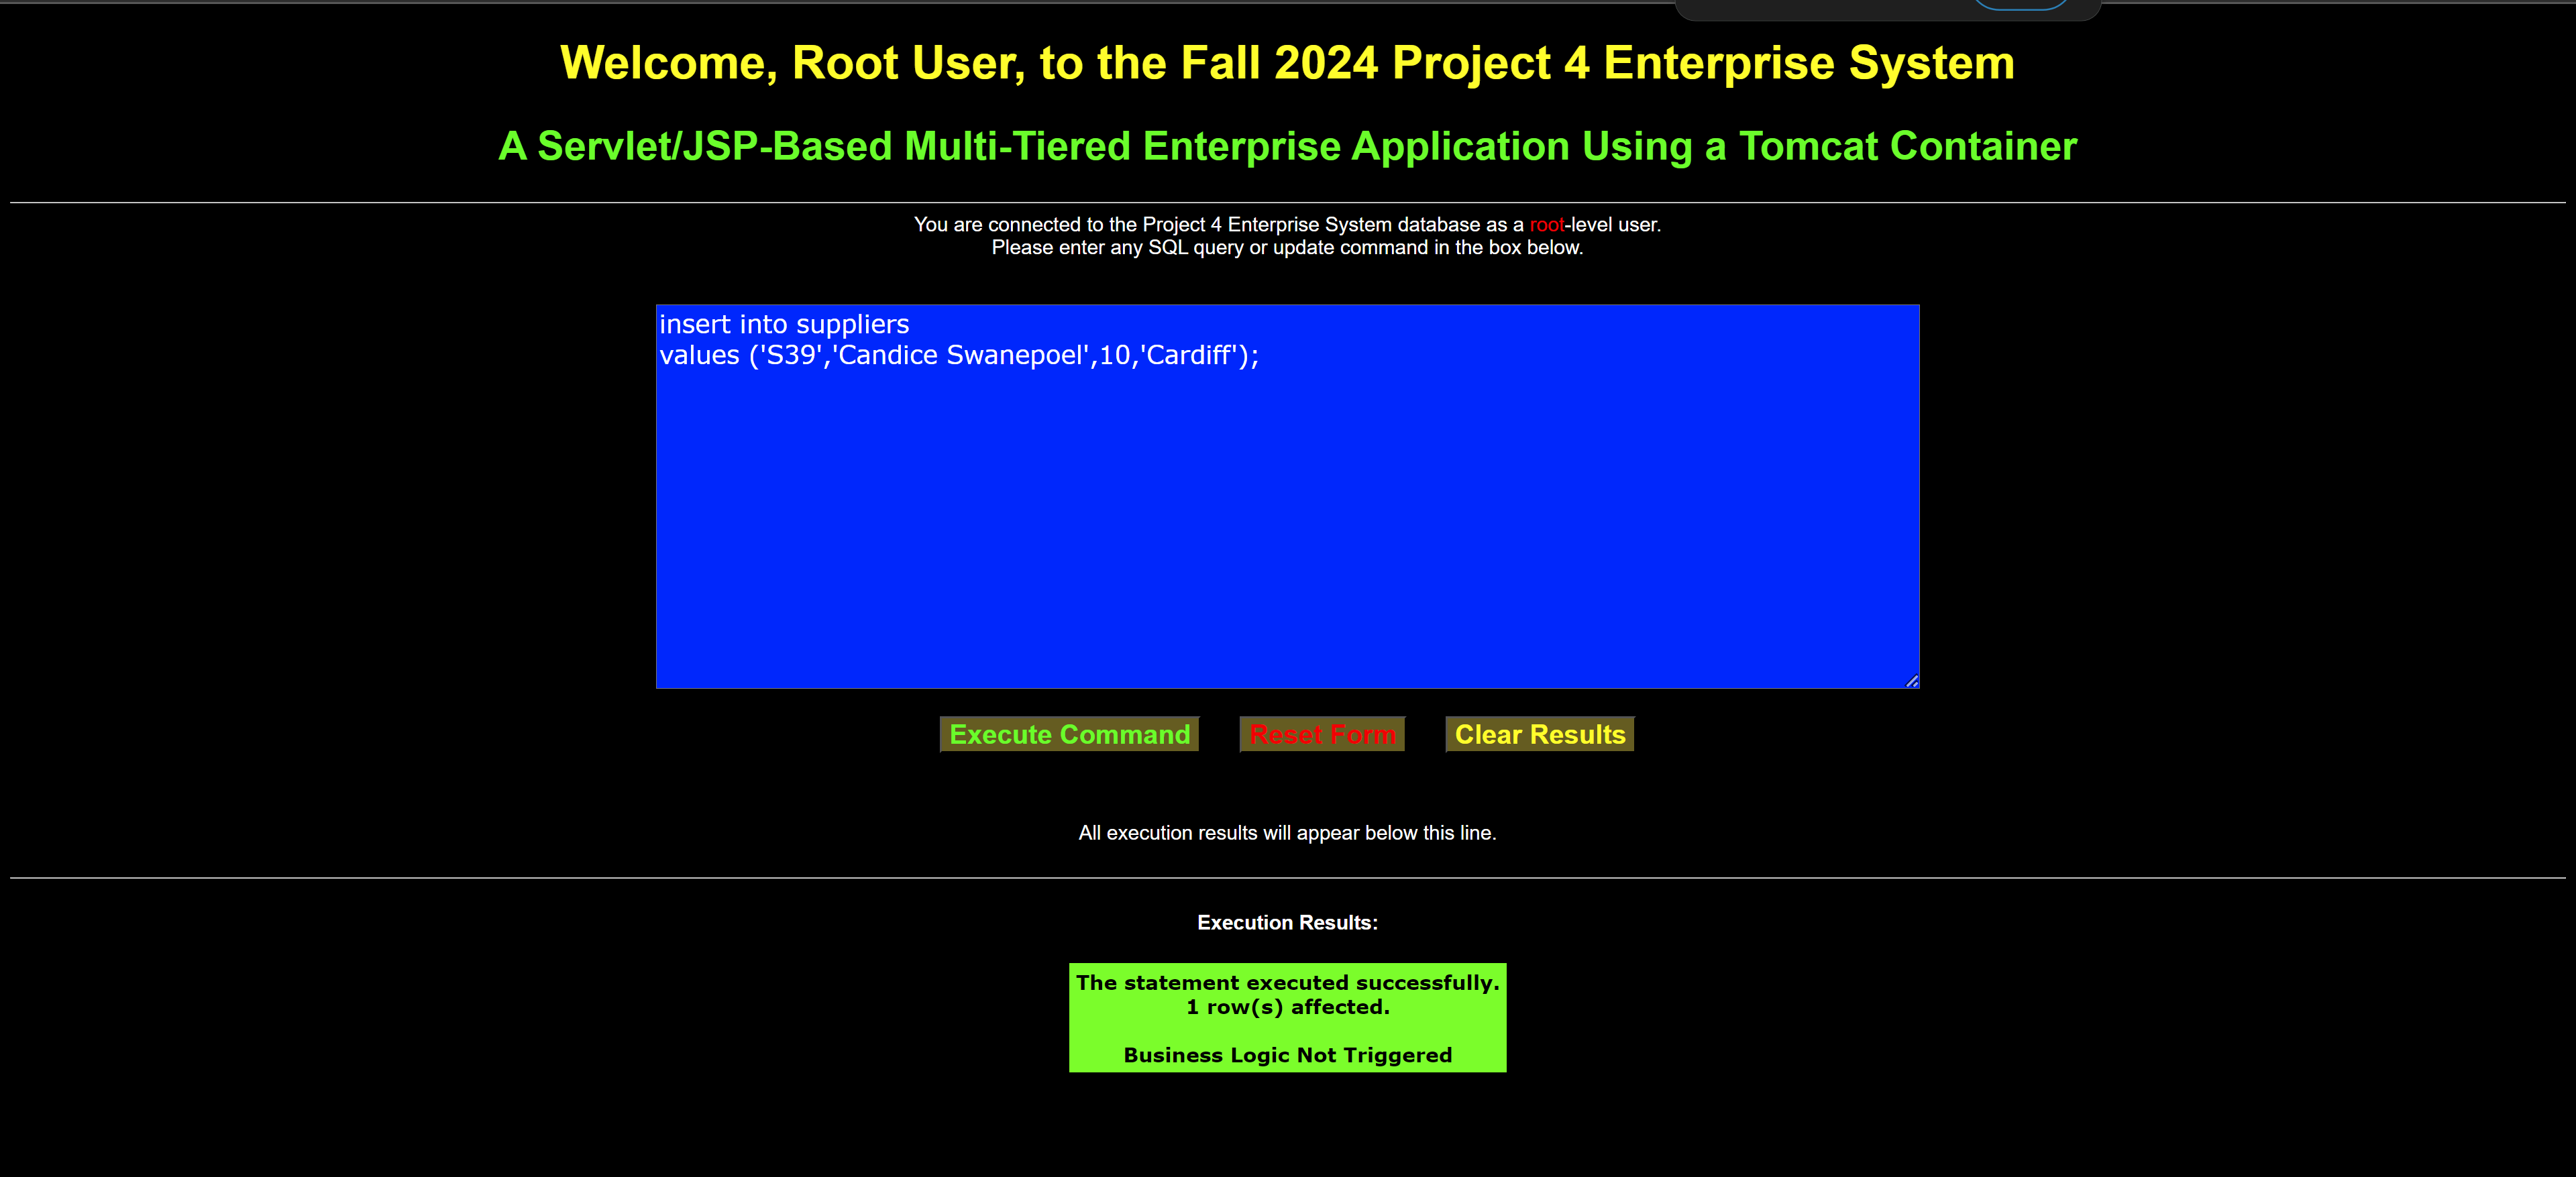 Welcome, Root User, to the Fall 2024 Project 4 Enterprise System
A Servlet/JSP-Based Multi-Tiered Enterprise Application Using a Tomcat Container
You are connected to the Project 4 Enterprise System database as a root-level user.
Please enter any SQL query or update command in the box below.
insert into suppliers
values ('S39','Candice Swanepoel',10,'Cardiff');
Execute Command
Reset Form
Clear Results
All execution results will appear below this line.
Execution Results:
The statement executed successfully.
1 row(s) affected.
Business Logic Not Triggered